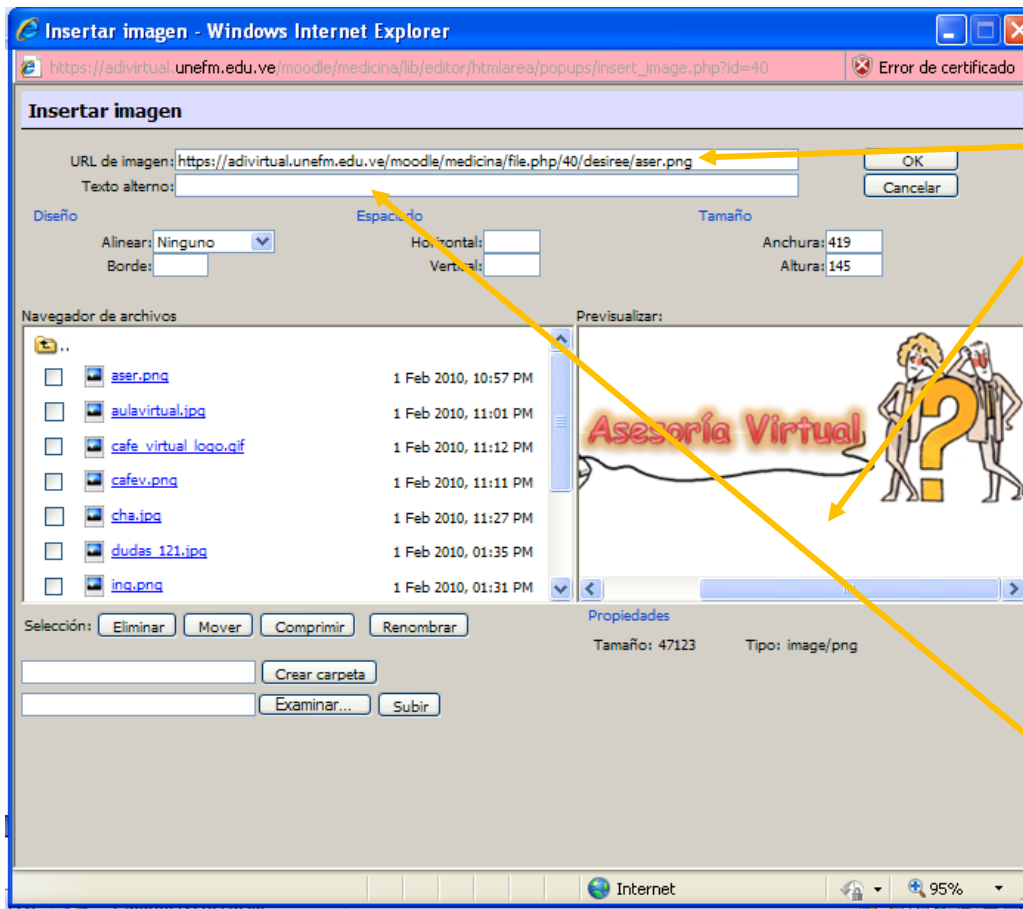 Insertar imagen - Windows Internet Explorer
https://adivirtual.unefm.edu.ve/moodle/medicina/lib/editor/htmlarea/popups/insert_image.php?id=40 Error de certificado
Insertar imagen
URL de imagen: https://adivirtual.unefm.edu.ve/moodle/medicina/file.php/40/desiree/aser.png OK
Texto alterno: Cancelar
Diseño Espaciado Tamaño
Alinear: Ninguno Horizontal: Anchura: 419
Borde: Vertical: Altura: 145
Navegador de archivos Previsualizar:
..
aser.png 1 Feb 2010, 10:57 PM
aulavirtual.jpg 1 Feb 2010, 11:01 PM
cafe_virtual_logo.gif 1 Feb 2010, 11:12 PM
cafev.png 1 Feb 2010, 11:11 PM
cha.jpg 1 Feb 2010, 11:27 PM
dudas_121.jpg 1 Feb 2010, 01:35 PM
ing.png 1 Feb 2010, 01:31 PM
Asesoría Virtual
?
Selección: Eliminar Mover Comprimir Renombrar
Propiedades
Tamaño: 47123 Tipo: image/png
Crear carpeta
Examinar... Subir
Internet 95%